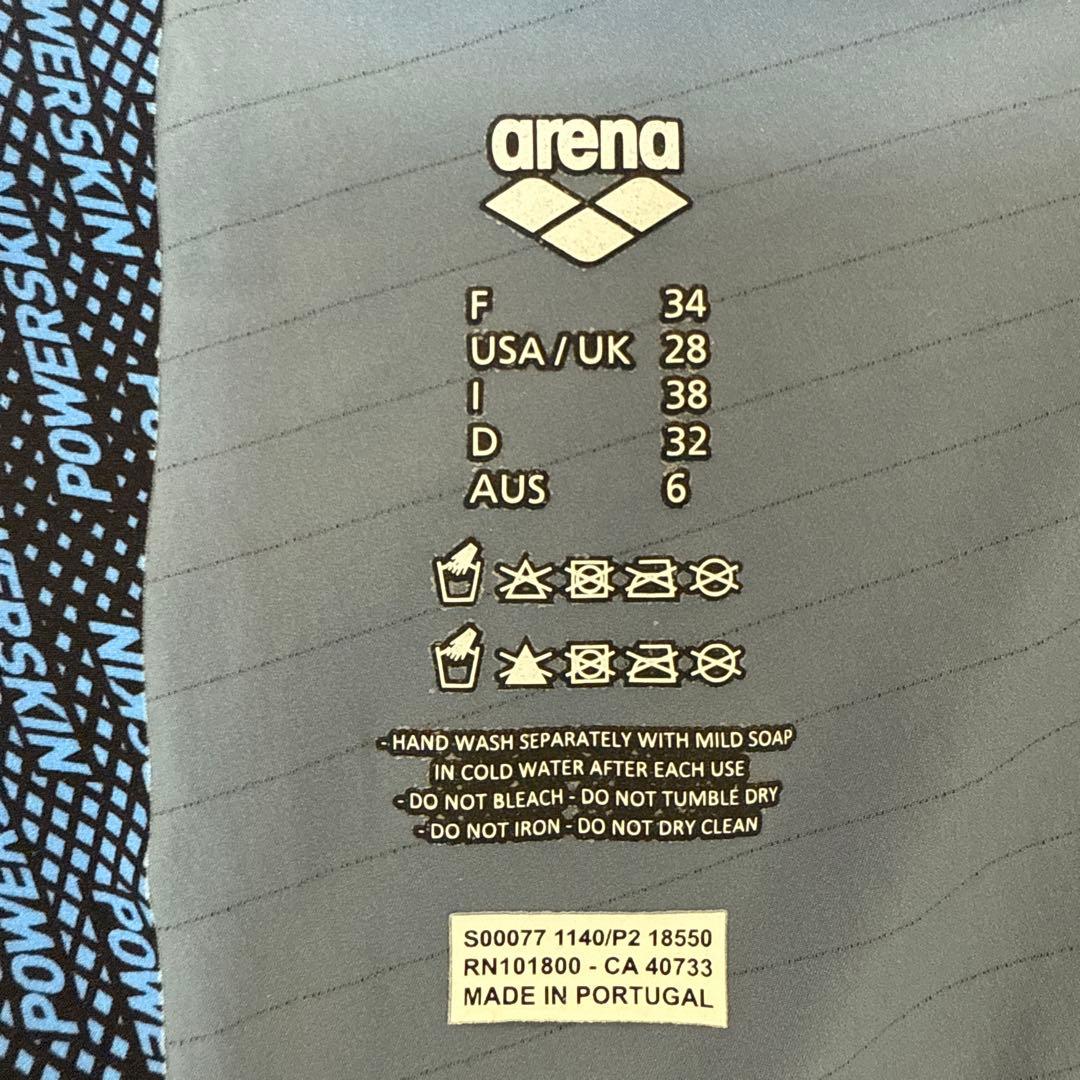 arena
F 34
USA / UK 28
I 38
D 32
AUS 6
- HAND WASH SEPARATELY WITH MILD SOAP
IN COLD WATER AFTER EACH USE
- DO NOT BLEACH - DO NOT TUMBLE DRY
- DO NOT IRON - DO NOT DRY CLEAN
S00077 1140/P2 18550
RN101800 - CA 40733
MADE IN PORTUGAL
POWERSKIN
POWERSKIN